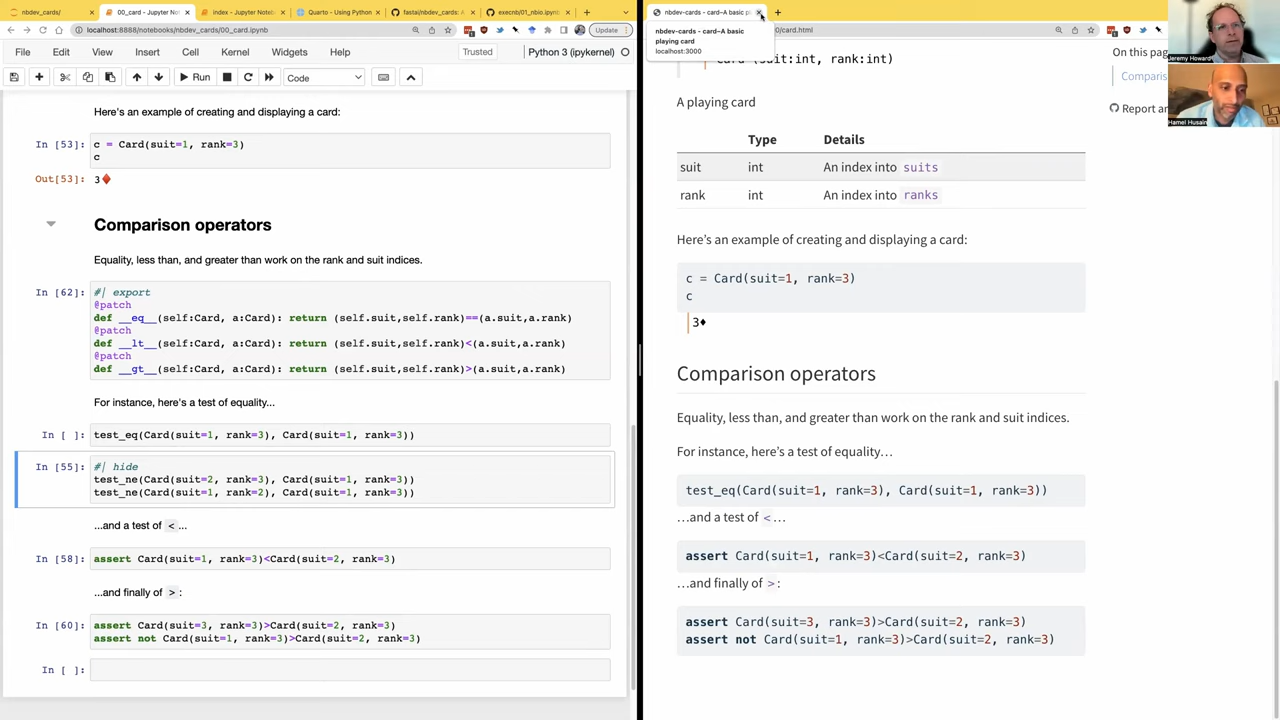 nbdev_cards/
00_card - Jupyter No
index - Jupyter Noteb
Quarto - Using Python
fastai/nbdev_cards: A
execnb/01_nbio.ipynb
localhost:8888/notebooks/nbdev_cards/00_card.ipynb
Update
File Edit View Insert Cell Kernel Widgets Help Trusted Python 3 (ipykernel)
Run Code
Here's an example of creating and displaying a card:
In [53]: c = Card(suit=1, rank=3)
c
Out[53]: 3♦
Comparison operators
Equality, less than, and greater than work on the rank and suit indices.
In [62]: #| export
@patch
def __eq__(self:Card, a:Card): return (self.suit,self.rank)==(a.suit,a.rank)
@patch
def __lt__(self:Card, a:Card): return (self.suit,self.rank)<(a.suit,a.rank)
@patch
def __gt__(self:Card, a:Card): return (self.suit,self.rank)>(a.suit,a.rank)
For instance, here's a test of equality...
In [ ]: test_eq(Card(suit=1, rank=3), Card(suit=1, rank=3))
In [55]: #| hide
test_ne(Card(suit=2, rank=3), Card(suit=1, rank=3))
test_ne(Card(suit=1, rank=2), Card(suit=1, rank=3))
...and a test of < ...
In [58]: assert Card(suit=1, rank=3)<Card(suit=2, rank=3)
...and finally of > :
In [60]: assert Card(suit=3, rank=3)>Card(suit=2, rank=3)
assert not Card(suit=1, rank=3)>Card(suit=2, rank=3)
In [ ]:
nbdev-cards - card–A basic pl
nbdev-cards - card–A basic
playing card
localhost:3000
/card.html
Card (suit:int, rank:int)
A playing card
Type Details
suit int An index into suits
rank int An index into ranks
Here’s an example of creating and displaying a card:
c = Card(suit=1, rank=3)
c
3♦
Comparison operators
Equality, less than, and greater than work on the rank and suit indices.
For instance, here’s a test of equality…
test_eq(Card(suit=1, rank=3), Card(suit=1, rank=3))
…and a test of <…
assert Card(suit=1, rank=3)<Card(suit=2, rank=3)
…and finally of >:
assert Card(suit=3, rank=3)>Card(suit=2, rank=3)
assert not Card(suit=1, rank=3)>Card(suit=2, rank=3)
On this pag
Comparis
Report an
Jeremy Howard
Hamel Husain